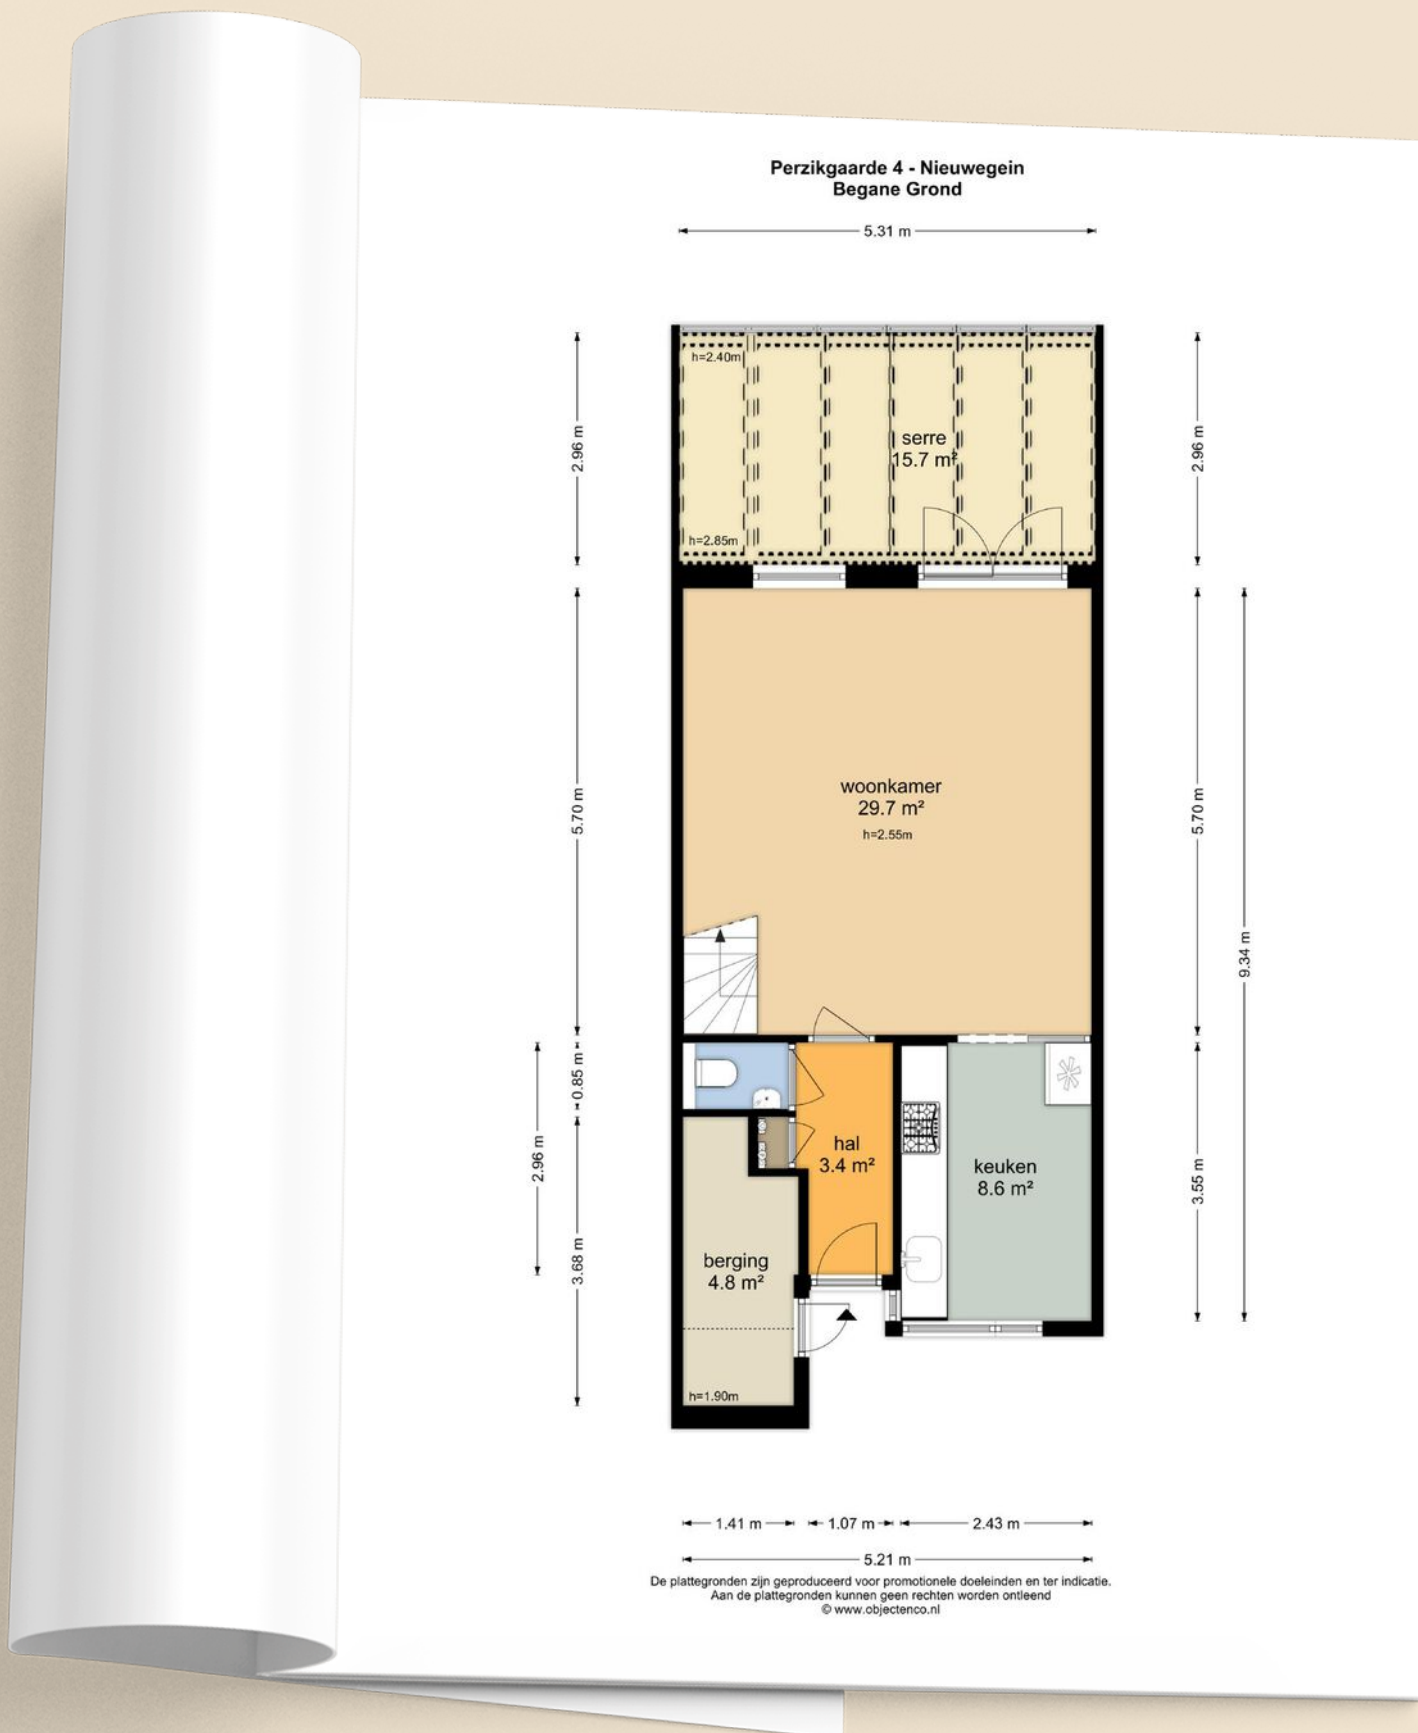 Perzikgaarde 4 - Nieuwegein
Begane Grond
5.31 m
h=2.40m
2.96 m
2.96 m
serre
15.7 m²
h=2.85m
woonkamer
29.7 m²
h=2.55m
5.70 m
5.70 m
9.34 m
0.85 m
2.96 m
hal
3.4 m²
keuken
8.6 m²
3.55 m
berging
4.8 m²
3.68 m
h=1.90m
1.41 m
1.07 m
2.43 m
5.21 m
De plattegronden zijn geproduceerd voor promotionele doeleinden en ter indicatie.
Aan de plattegronden kunnen geen rechten worden ontleend
© www.objectenco.nl